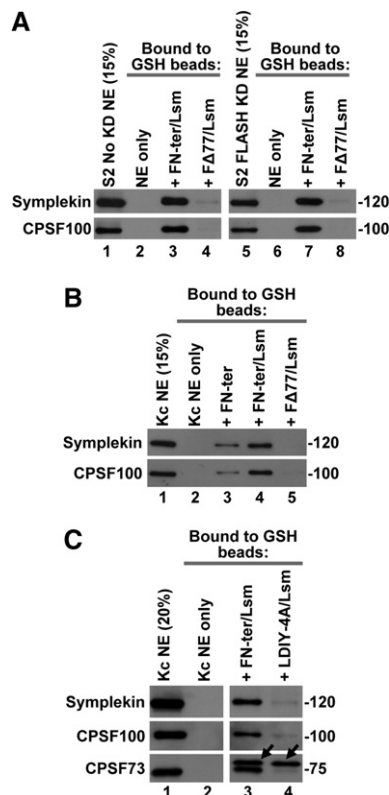 A
S2 No KD NE (15%)
Bound to
GSH beads:
NE only
+ FN-ter/Lsm
+ FΔ77/Lsm
S2 FLASH KD NE (15%)
Bound to
GSH beads:
NE only
+ FN-ter/Lsm
+ FΔ77/Lsm
Symplekin
-120
CPSF100
-100
1 2 3 4 5 6 7 8
B
Bound to GSH
beads:
Kc NE (15%)
Kc NE only
+ FN-ter
+ FN-ter/Lsm
+ FΔ77/Lsm
Symplekin
-120
CPSF100
-100
1 2 3 4 5
C
Bound to GSH
beads:
Kc NE (20%)
Kc NE only
+ FN-ter/Lsm
+ LDIY-4A/Lsm
Symplekin
-120
CPSF100
-100
CPSF73
-75
1 2 3 4